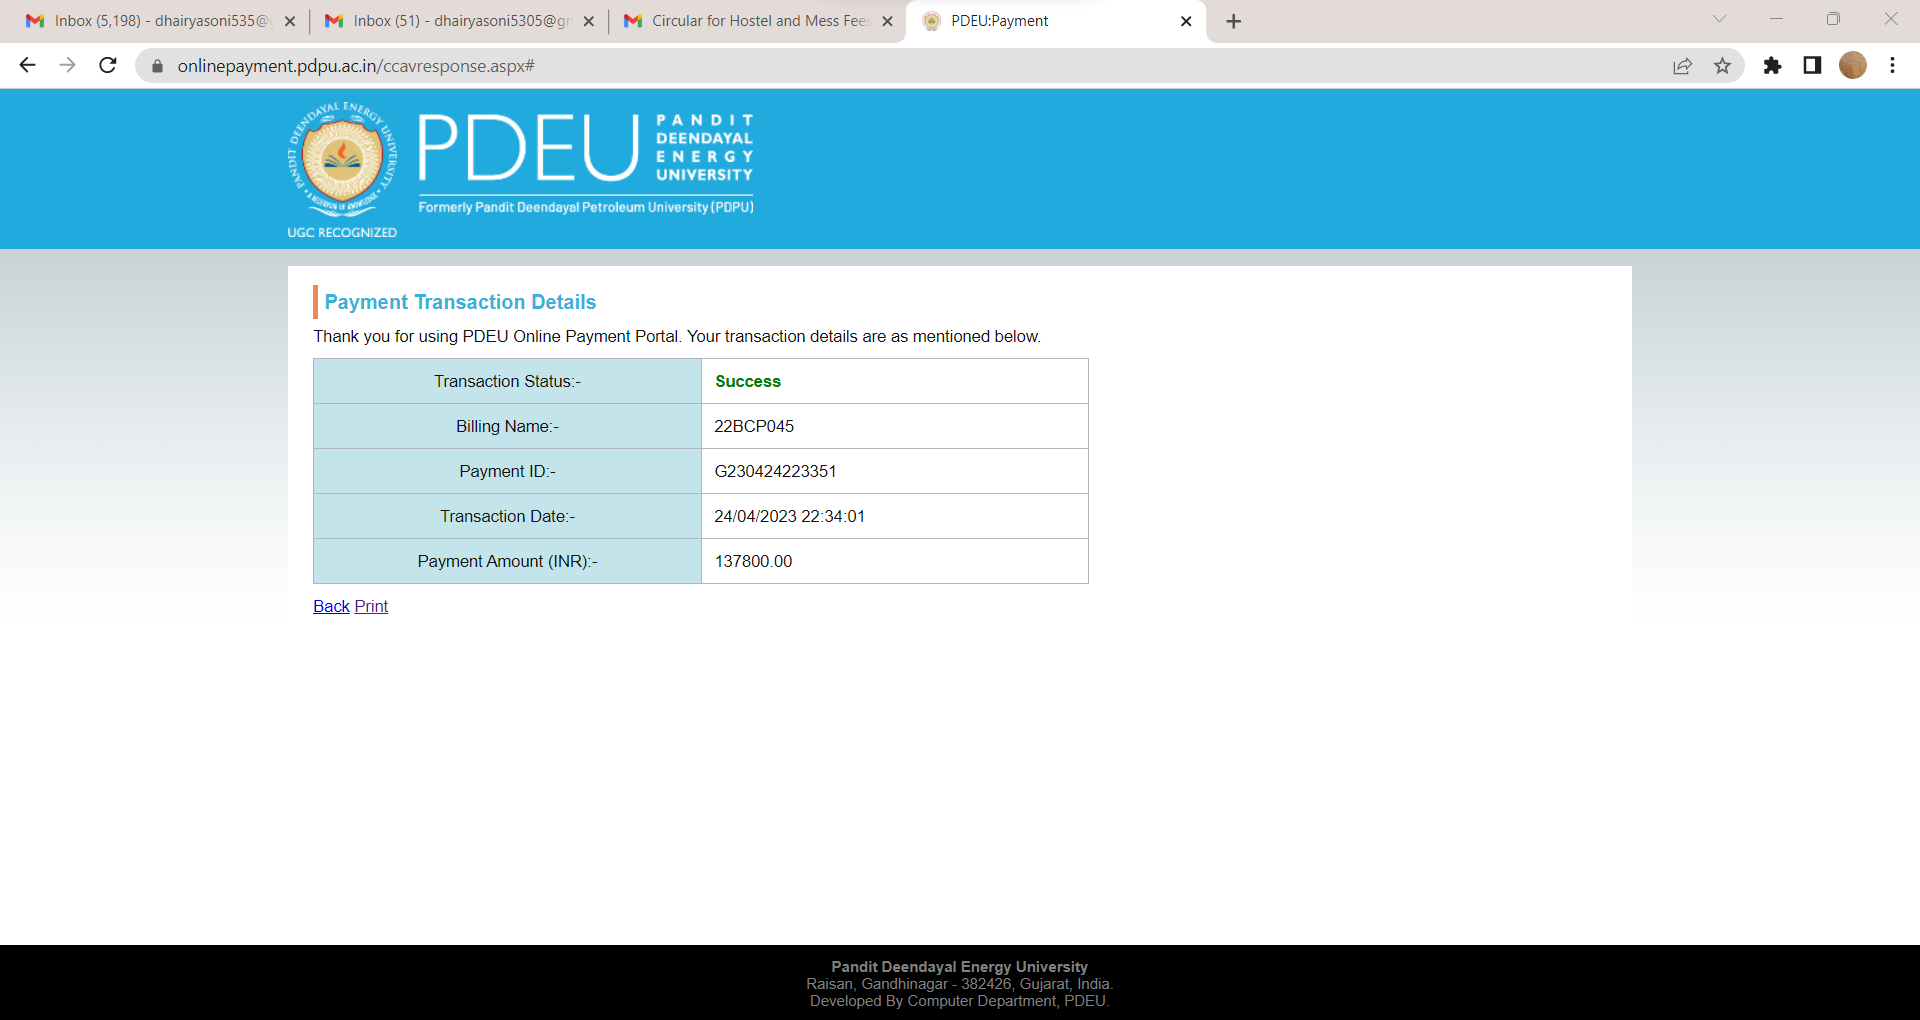 Inbox (5,198) - dhairyasoni535@
Inbox (51) - dhairyasoni5305@g
Circular for Hostel and Mess Fees
PDEU:Payment
onlinepayment.pdpu.ac.in/ccavresponse.aspx#
PANDIT DEENDAYAL ENERGY UNIVERSITY
UGC RECOGNIZED
PDEU
PANDIT
DEENDAYAL
ENERGY
UNIVERSITY
Formerly Pandit Deendayal Petroleum University (PDPU)
Payment Transaction Details
Thank you for using PDEU Online Payment Portal. Your transaction details are as mentioned below.
Transaction Status:- Success
Billing Name:- 22BCP045
Payment ID:- G230424223351
Transaction Date:- 24/04/2023 22:34:01
Payment Amount (INR):- 137800.00
Back Print
Pandit Deendayal Energy University
Raisan, Gandhinagar - 382426, Gujarat, India.
Developed By Computer Department, PDEU.